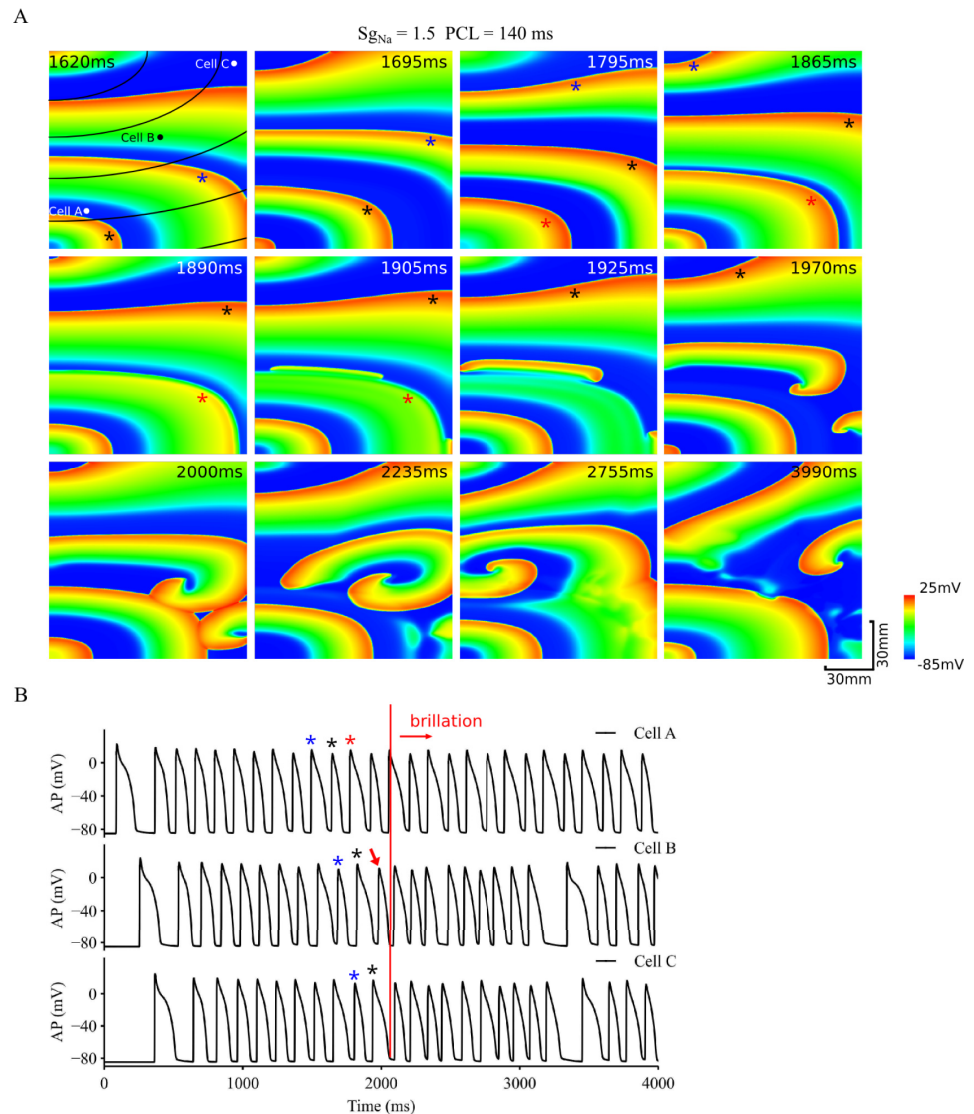 A
Sg_Na = 1.5 PCL = 140 ms
1620ms
Cell C
Cell B
Cell A
*
*
1695ms
*
*
1795ms
*
*
*
1865ms
*
*
*
1890ms
*
*
1905ms
*
*
1925ms
*
1970ms
*
2000ms
2235ms
2755ms
3990ms
25mV
-85mV
30mm
30mm
B
brillation
* * *
Cell A
AP (mV)
0
−40
−80
* *
Cell B
AP (mV)
0
−40
−80
* *
Cell C
AP (mV)
0
−40
−80
0 1000 2000 3000 4000
Time (ms)